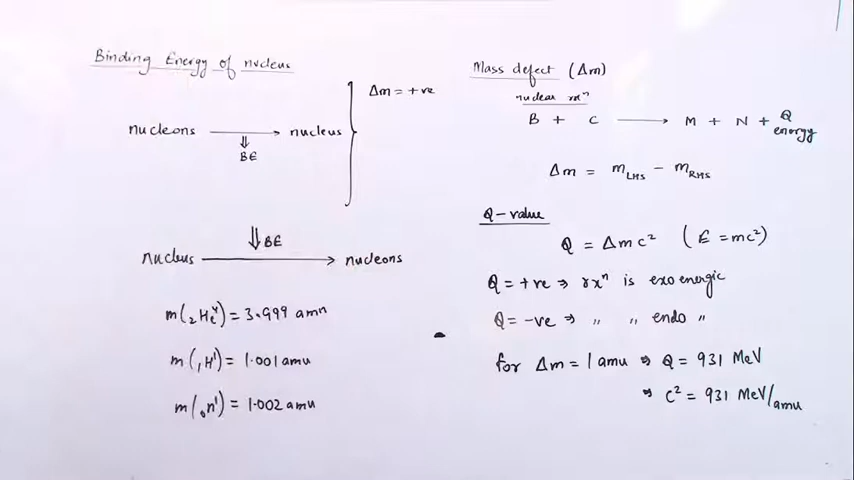 Binding Energy of nucleus
nucleons → nucleus
⇓
BE
Δm = +ve
⇓ BE
nucleus → nucleons
m(₂He⁴) = 3.999 amu
m(₁H¹) = 1.001 amu
m(₀n¹) = 1.002 amu
Mass defect (Δm)
nuclear rxⁿ
B + C → M + N + Q
energy
Δm = m_LHS − m_RHS
Q-value
Q = Δmc² (E = mc²)
Q = +ve ⇒ rxⁿ is exoenergic
Q = -ve ⇒ " " endo "
for Δm = 1 amu ⇒ Q = 931 MeV
⇒ C² = 931 MeV/amu